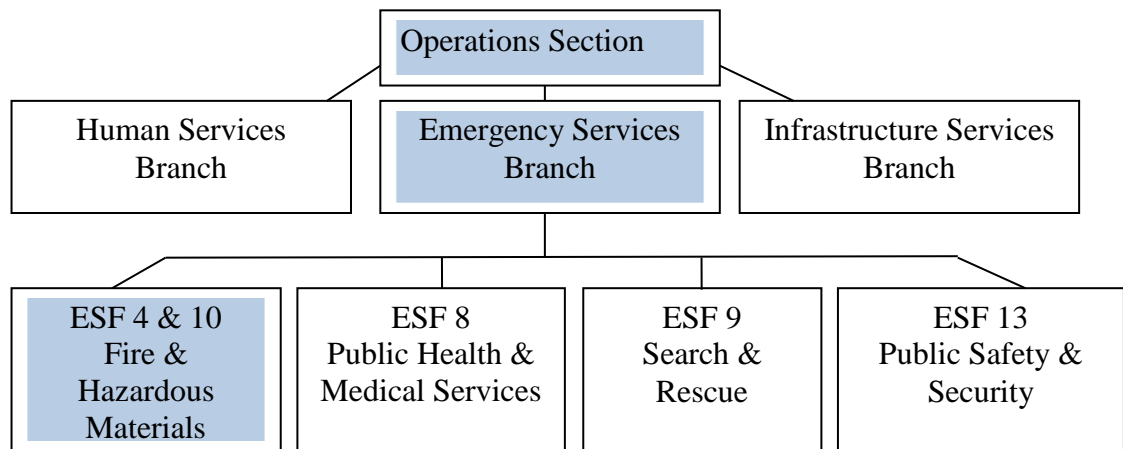 Operations Section
Human Services
Branch
Emergency Services
Branch
Infrastructure Services
Branch
ESF 4 & 10
Fire &
Hazardous
Materials
ESF 8
Public Health &
Medical Services
ESF 9
Search &
Rescue
ESF 13
Public Safety &
Security